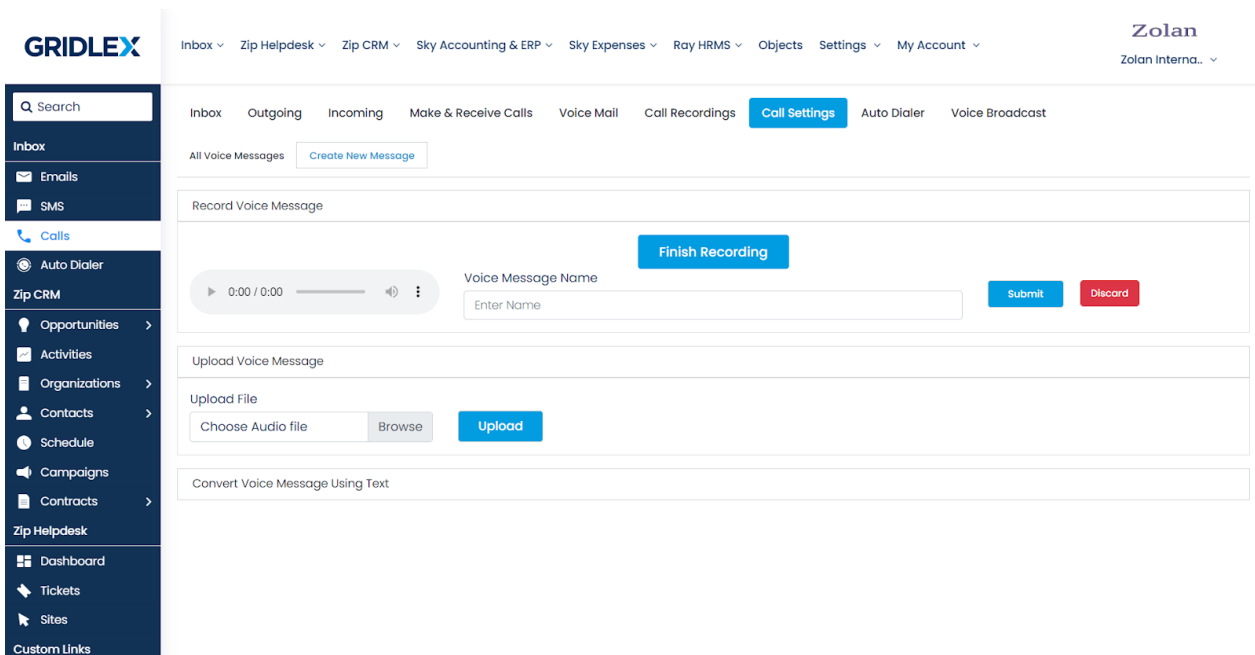 GRIDLEX
Inbox Zip Helpdesk Zip CRM Sky Accounting & ERP Sky Expenses Ray HRMS Objects Settings My Account
Zolan
Zolan Interna..
Search
Inbox
Emails
SMS
Calls
Auto Dialer
Zip CRM
Opportunities
Activities
Organizations
Contacts
Schedule
Campaigns
Contracts
Zip Helpdesk
Dashboard
Tickets
Sites
Custom Links
Inbox Outgoing Incoming Make & Receive Calls Voice Mail Call Recordings Call Settings Auto Dialer Voice Broadcast
All Voice Messages Create New Message
Record Voice Message
Finish Recording
0:00 / 0:00
Voice Message Name
Enter Name
Submit Discard
Upload Voice Message
Upload File
Choose Audio file Browse Upload
Convert Voice Message Using Text